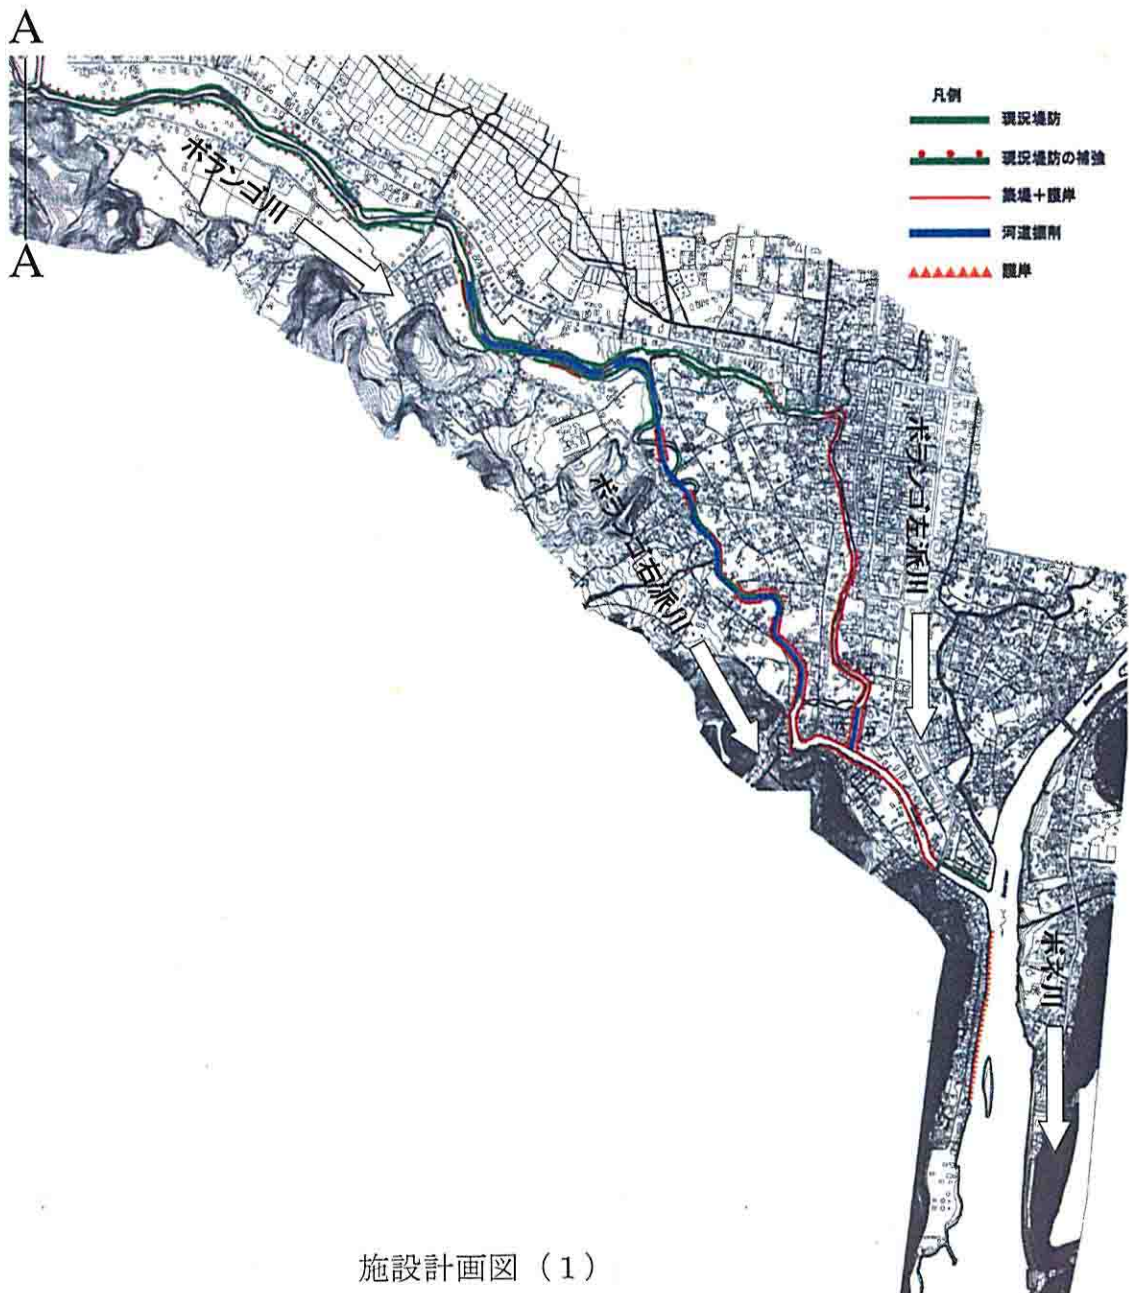 A
凡例
現況堤防
現況堤防の補強
築堤+護岸
河道掘削
護岸
A
ボランゴ川
ボランゴ右派川
ボランゴ左派川
ボネ川
施設計画図（1）